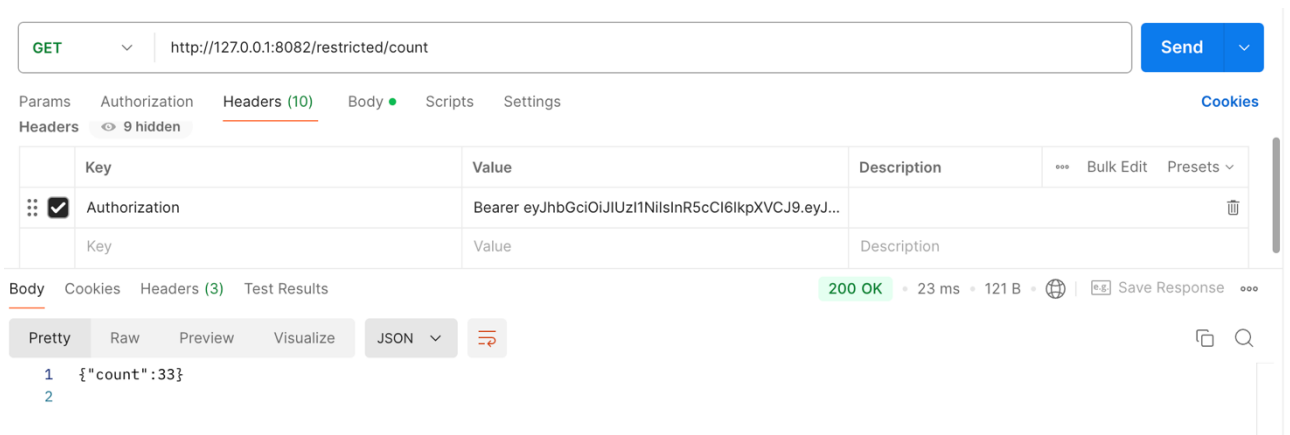 GET http://127.0.0.1:8082/restricted/count Send
Params Authorization Headers (10) Body Scripts Settings Cookies
Headers 9 hidden
Key Value Description Bulk Edit Presets
Authorization Bearer eyJhbGciOiJIUzI1NiIsInR5cCI6IkpXVCJ9.eyJ...
Key Value Description
Body Cookies Headers (3) Test Results 200 OK 23 ms 121 B e.g. Save Response
Pretty Raw Preview Visualize JSON
1 {"count":33}
2